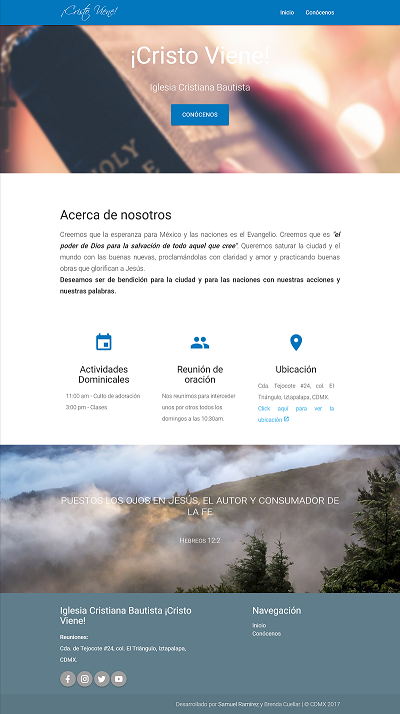 ¡Cristo Viene!
Inicio Conócenos
¡Cristo Viene!
Iglesia Cristiana Bautista
CONÓCENOS
HOLY
Acerca de nosotros
Creemos que la esperanza para México y las naciones es el Evangelio. Creemos que es "el
poder de Dios para la salvación de todo aquel que cree". Queremos saturar la ciudad y el
mundo con las buenas nuevas, proclamándolas con claridad y amor y practicando buenas
obras que glorifican a Jesús.
Deseamos ser de bendición para la ciudad y para las naciones con nuestras acciones y
nuestras palabras.
Actividades
Dominicales
11:00 am - Culto de adoración
3:00 pm - Clases
Reunión de
oración
Nos reunimos para interceder
unos por otros todos los
domingos a las 10:30am.
Ubicación
Cda. Tejocote #24, col. El
Triángulo, Iztapalapa, CDMX.
Click aquí para ver la
ubicación
PUESTOS LOS OJOS EN JESÚS, EL AUTOR Y CONSUMADOR DE
LA FE
HEBREOS 12:2
Iglesia Cristiana Bautista ¡Cristo
Viene!
Reuniones:
Cda. de Tejocote #24, col. El Triángulo, Iztapalapa,
CDMX.
Navegación
Inicio
Conócenos
Desarrollado por Samuel Ramírez y Brenda Cuellar | © CDMX 2017